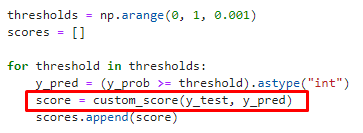 thresholds = np.arange(0, 1, 0.001)
scores = []
for threshold in thresholds:
y_pred = (y_prob >= threshold).astype("int")
score = custom_score(y_test, y_pred)
scores.append(score)